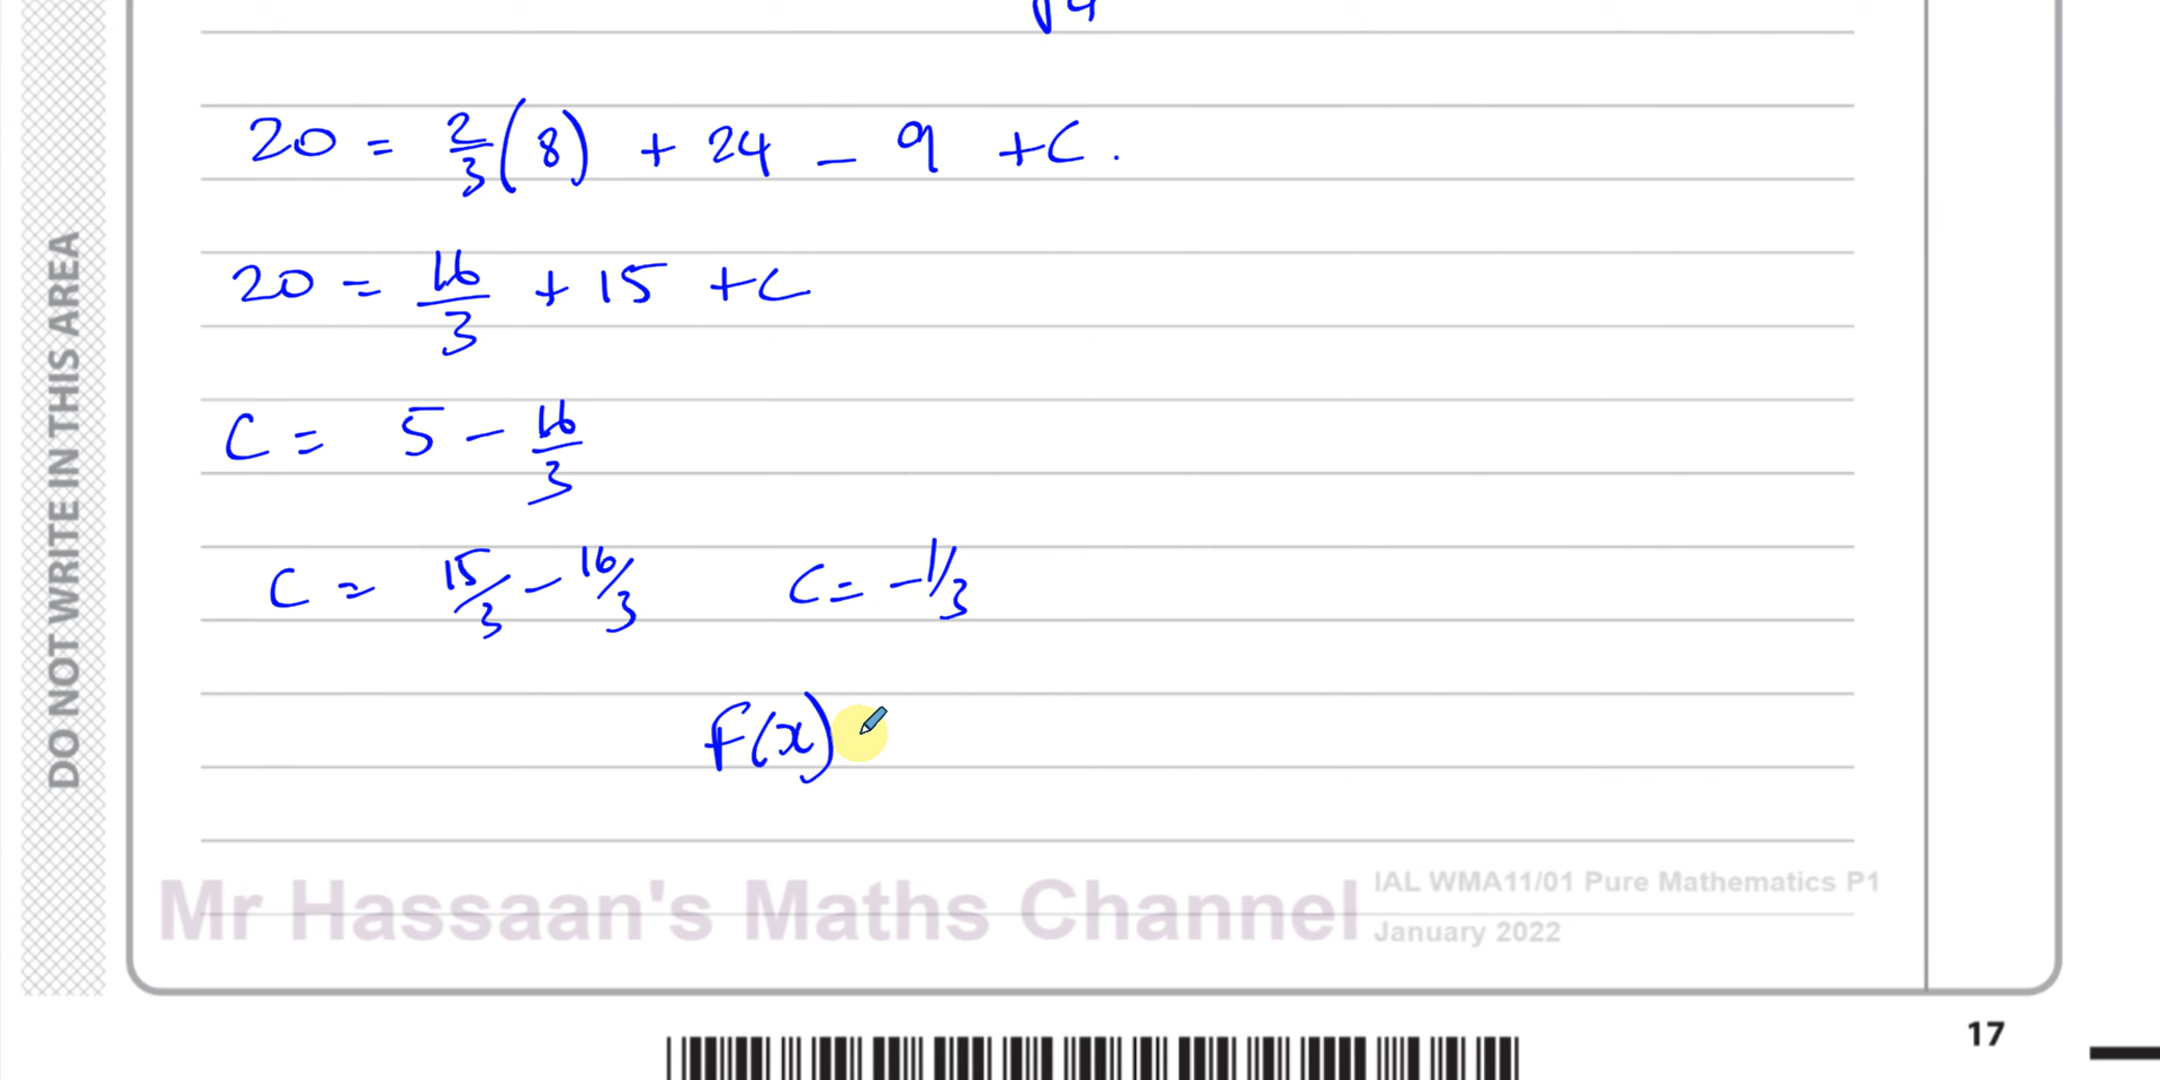 √4
20 = 2/3 (8) + 24 - 9 + C .
20 = 16/3 + 15 + C
C = 5 - 16/3
C = 15/3 - 16/3 C = -1/3
f(x)
DO NOT WRITE IN THIS AREA
Mr Hassaan's Maths Channel
IAL WMA11/01 Pure Mathematics P1
January 2022
17